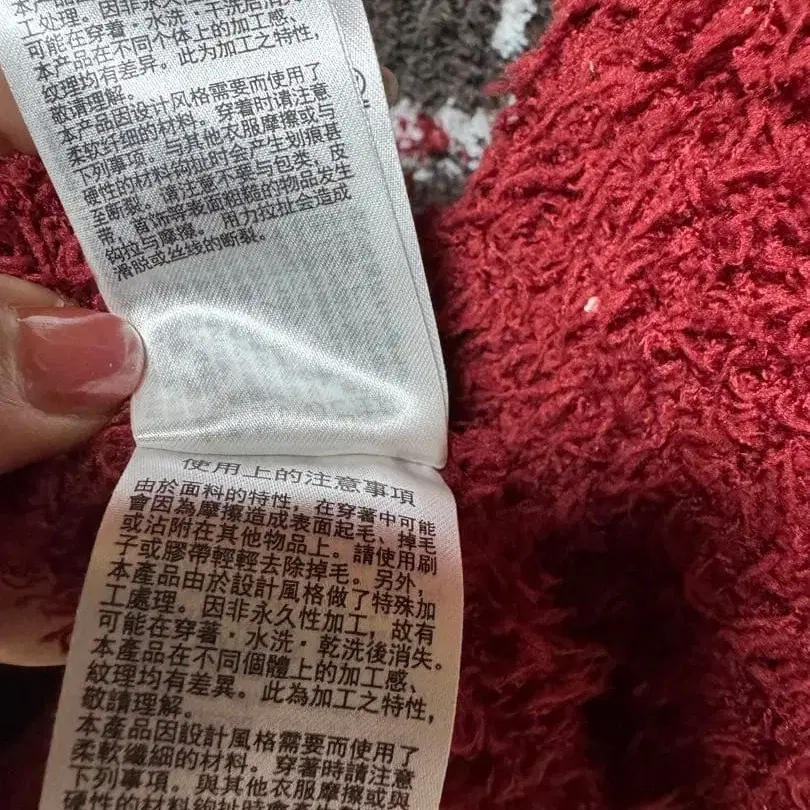 本产品
工处理。因非永久性
可能在穿着·水洗·干洗后消
本产品在不同个体上的加工感、
纹理均有差异。此为加工之特性，
敬请理解。
本产品因设计风格需要而使用了
柔软纤细的材料。穿着时请注意
下列事项。与其他衣服摩擦或与
硬性的材料钩扯时会产生划痕甚
至断裂。请注意不要与包类、皮
带、首饰等表面粗糙的物品发生
钩拉与摩擦。用力拉扯会造成
滑脱或丝线的断裂。
使用上的注意事項
由於面料的特性，在穿著中可能
會因為摩擦造成表面起毛、掉毛
或沾附在其他物品上。請使用刷
子或膠帶輕輕去除掉毛。另外，
本產品由於設計風格做了特殊加
工處理。因非永久性加工，故有
可能在穿著·水洗·乾洗後消失。
本產品在不同個體上的加工感、
紋理均有差異。此為加工之特性，
敬請理解。
本產品因設計風格需要而使用了
柔軟纖細的材料。穿著時請注意
下列事項。與其他衣服摩擦或與
硬性的材料鉤扯時會產生